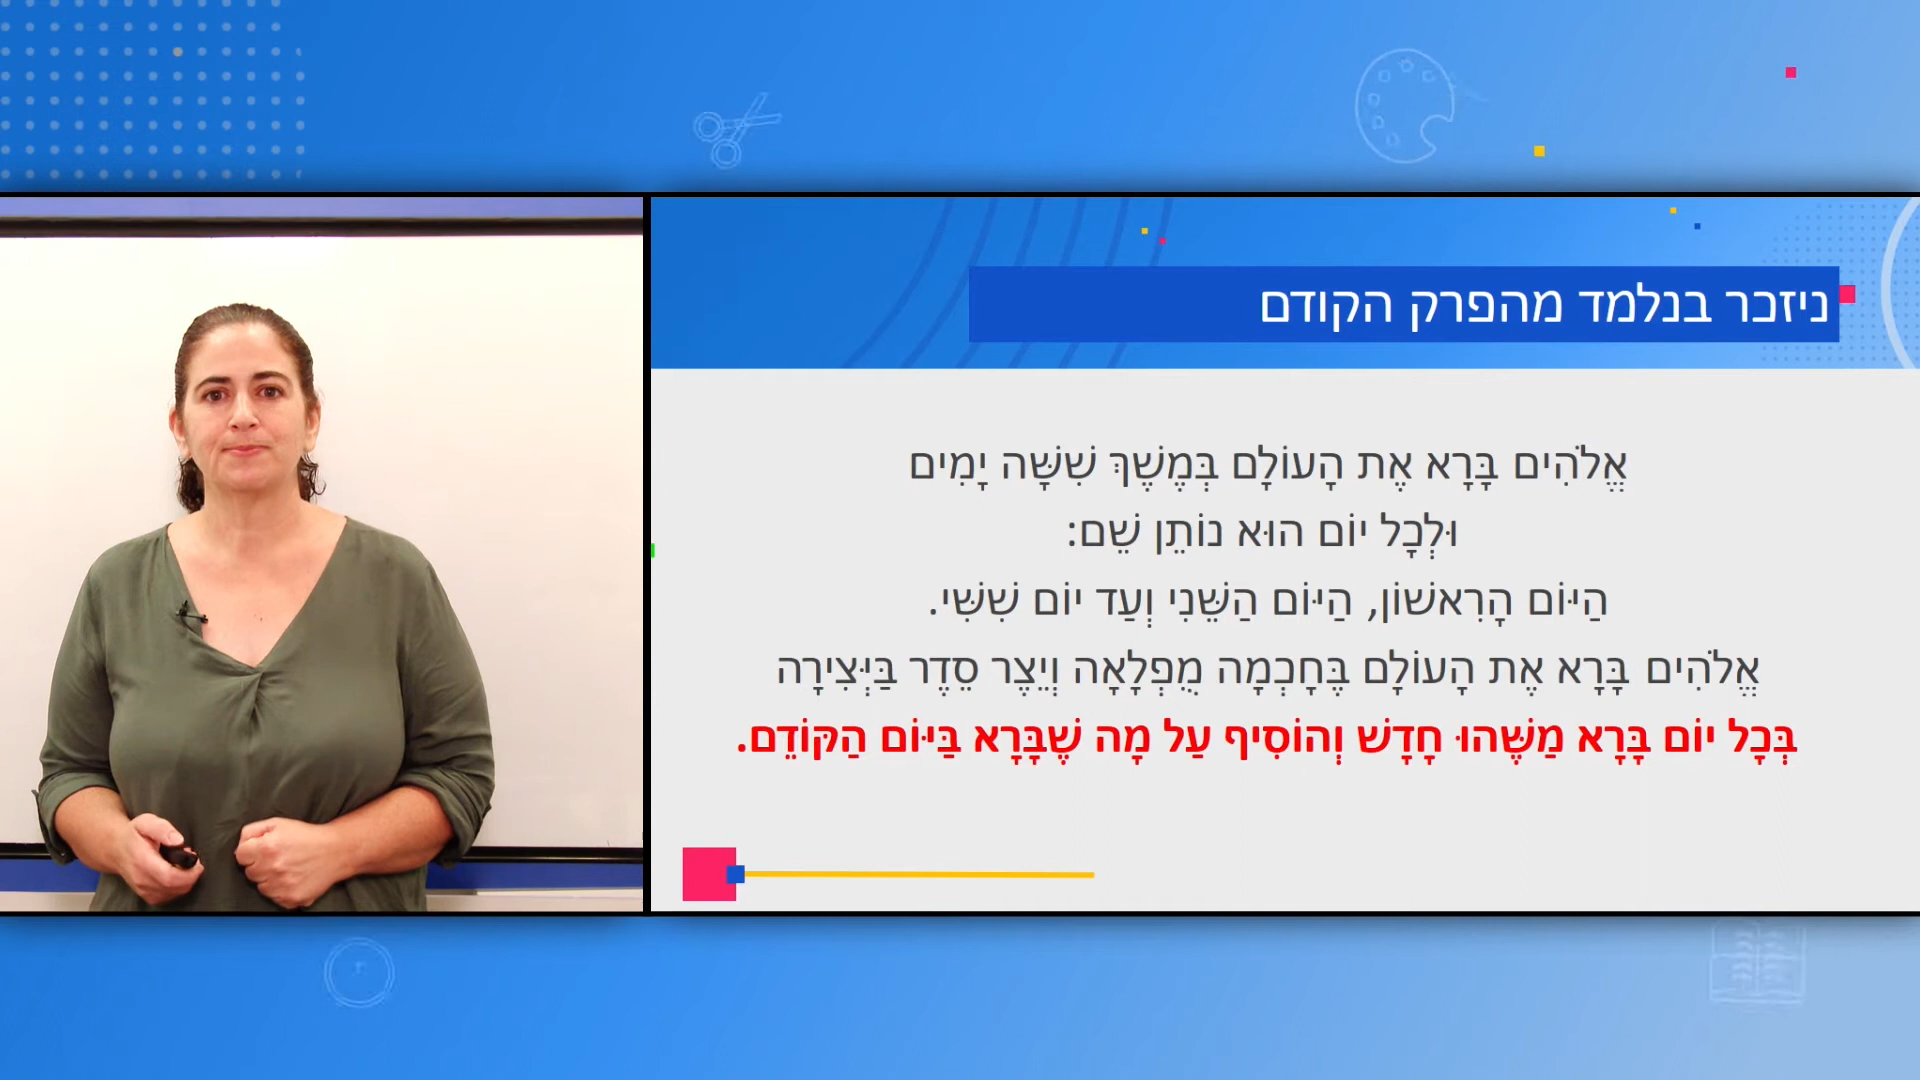 ניזכר בנלמד מהפרק הקודם
אֱלֹהִים בָּרָא אֶת הָעוֹלָם בְּמֶשֶׁךְ שִׁשָּׁה יָמִים
וּלְכָל יוֹם הוּא נוֹתֵן שֵׁם:
הַיּוֹם הָרִאשׁוֹן, הַיּוֹם הַשֵּׁנִי וְעַד יוֹם שִׁשִּׁי.
אֱלֹהִים בָּרָא אֶת הָעוֹלָם בֶּחָכְמָה מֻפְלָאָה וְיֵצֶר סֵדֶר בַּיְּצִירָה
בְּכָל יוֹם בָּרָא מַשֶּׁהוּ חָדָשׁ וְהוֹסִיף עַל מָה שֶׁבָּרָא בַּיּוֹם הַקּוֹדֵם.